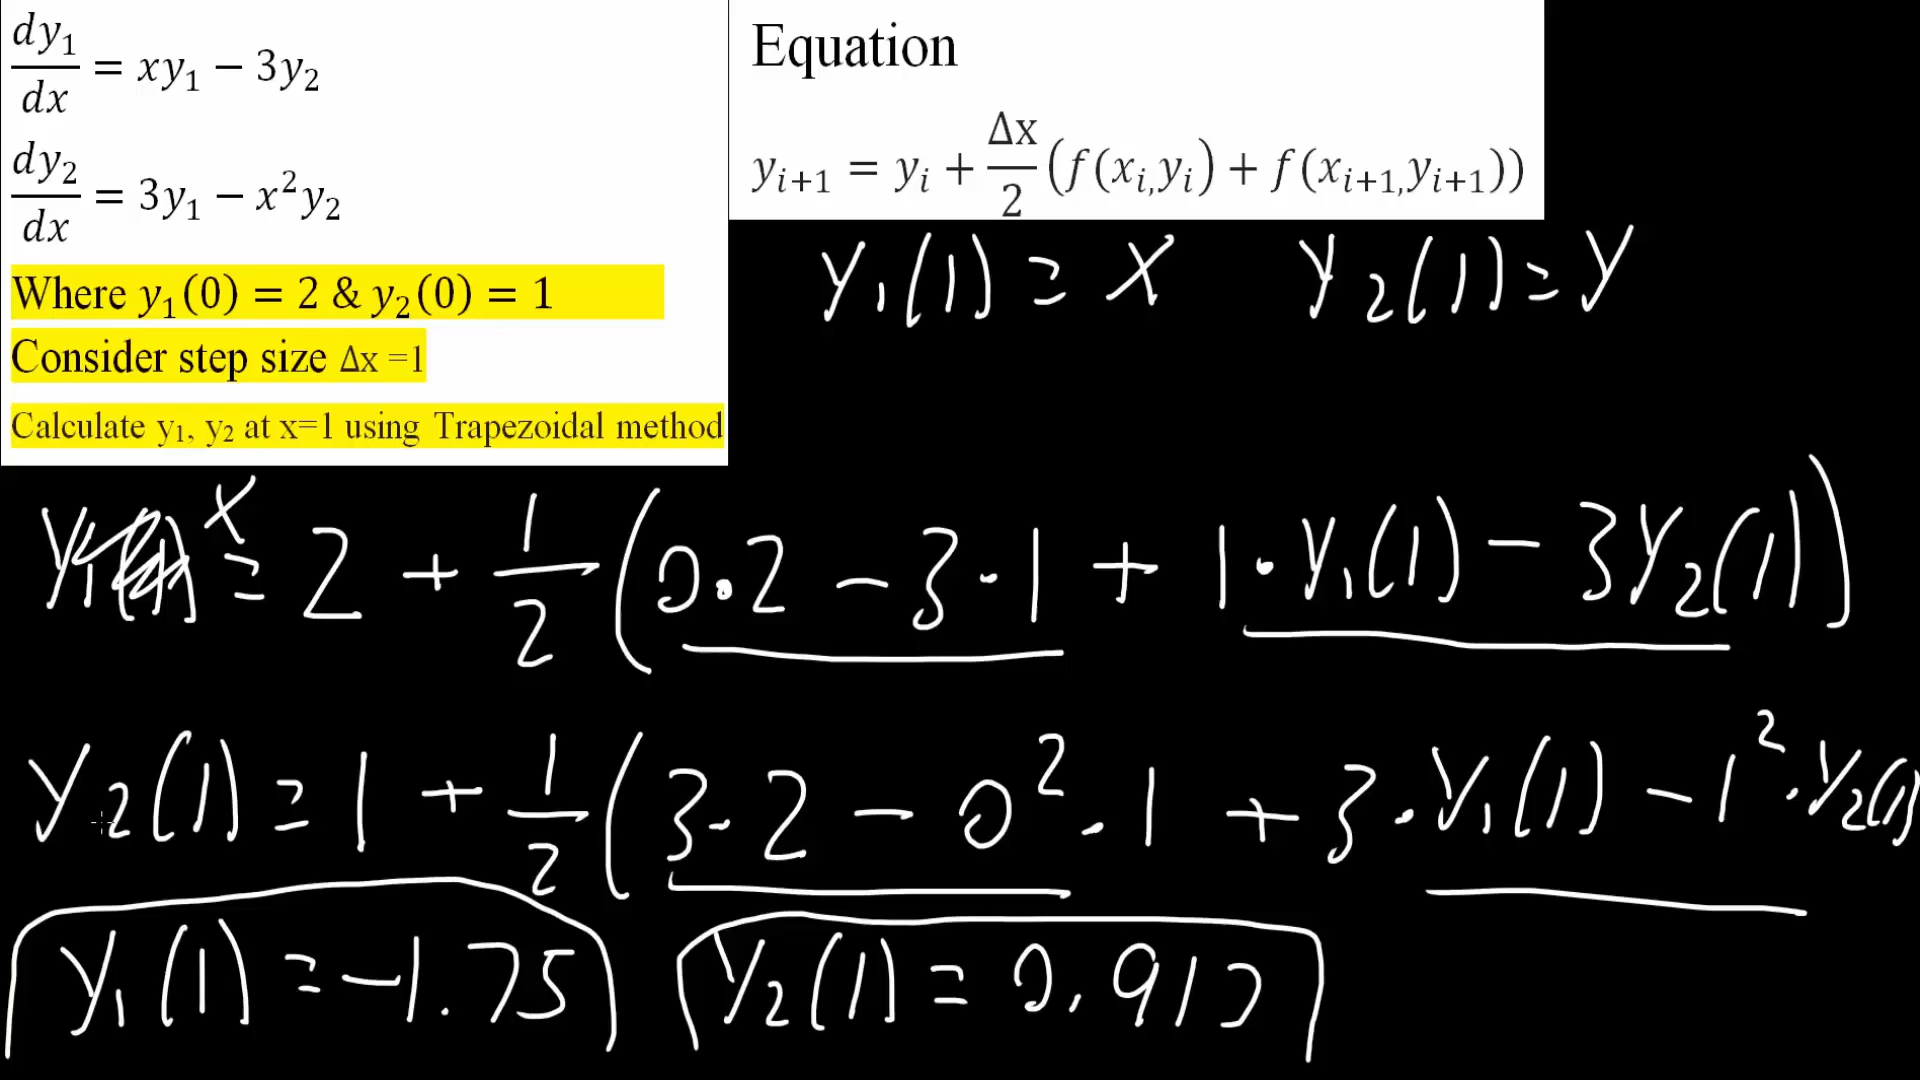 dy₁/dx = xy₁ − 3y₂
dy₂/dx = 3y₁ − x²y₂
Where y₁(0) = 2 & y₂(0) = 1
Consider step size Δx =1
Calculate y₁, y₂ at x=1 using Trapezoidal method
Equation
yᵢ₊₁ = yᵢ + Δx/2 (f(xᵢ,yᵢ) + f(xᵢ₊₁,yᵢ₊₁))
y₁(1) = X y₂(1) = Y
X = 2 + 1/2 (0·2 − 3·1 + 1·y₁(1) − 3y₂(1))
y₂(1) = 1 + 1/2 (3·2 − 0²·1 + 3·y₁(1) − 1²·y₂(1)
y₁(1) = −1.75 y₂(1) = 0.917